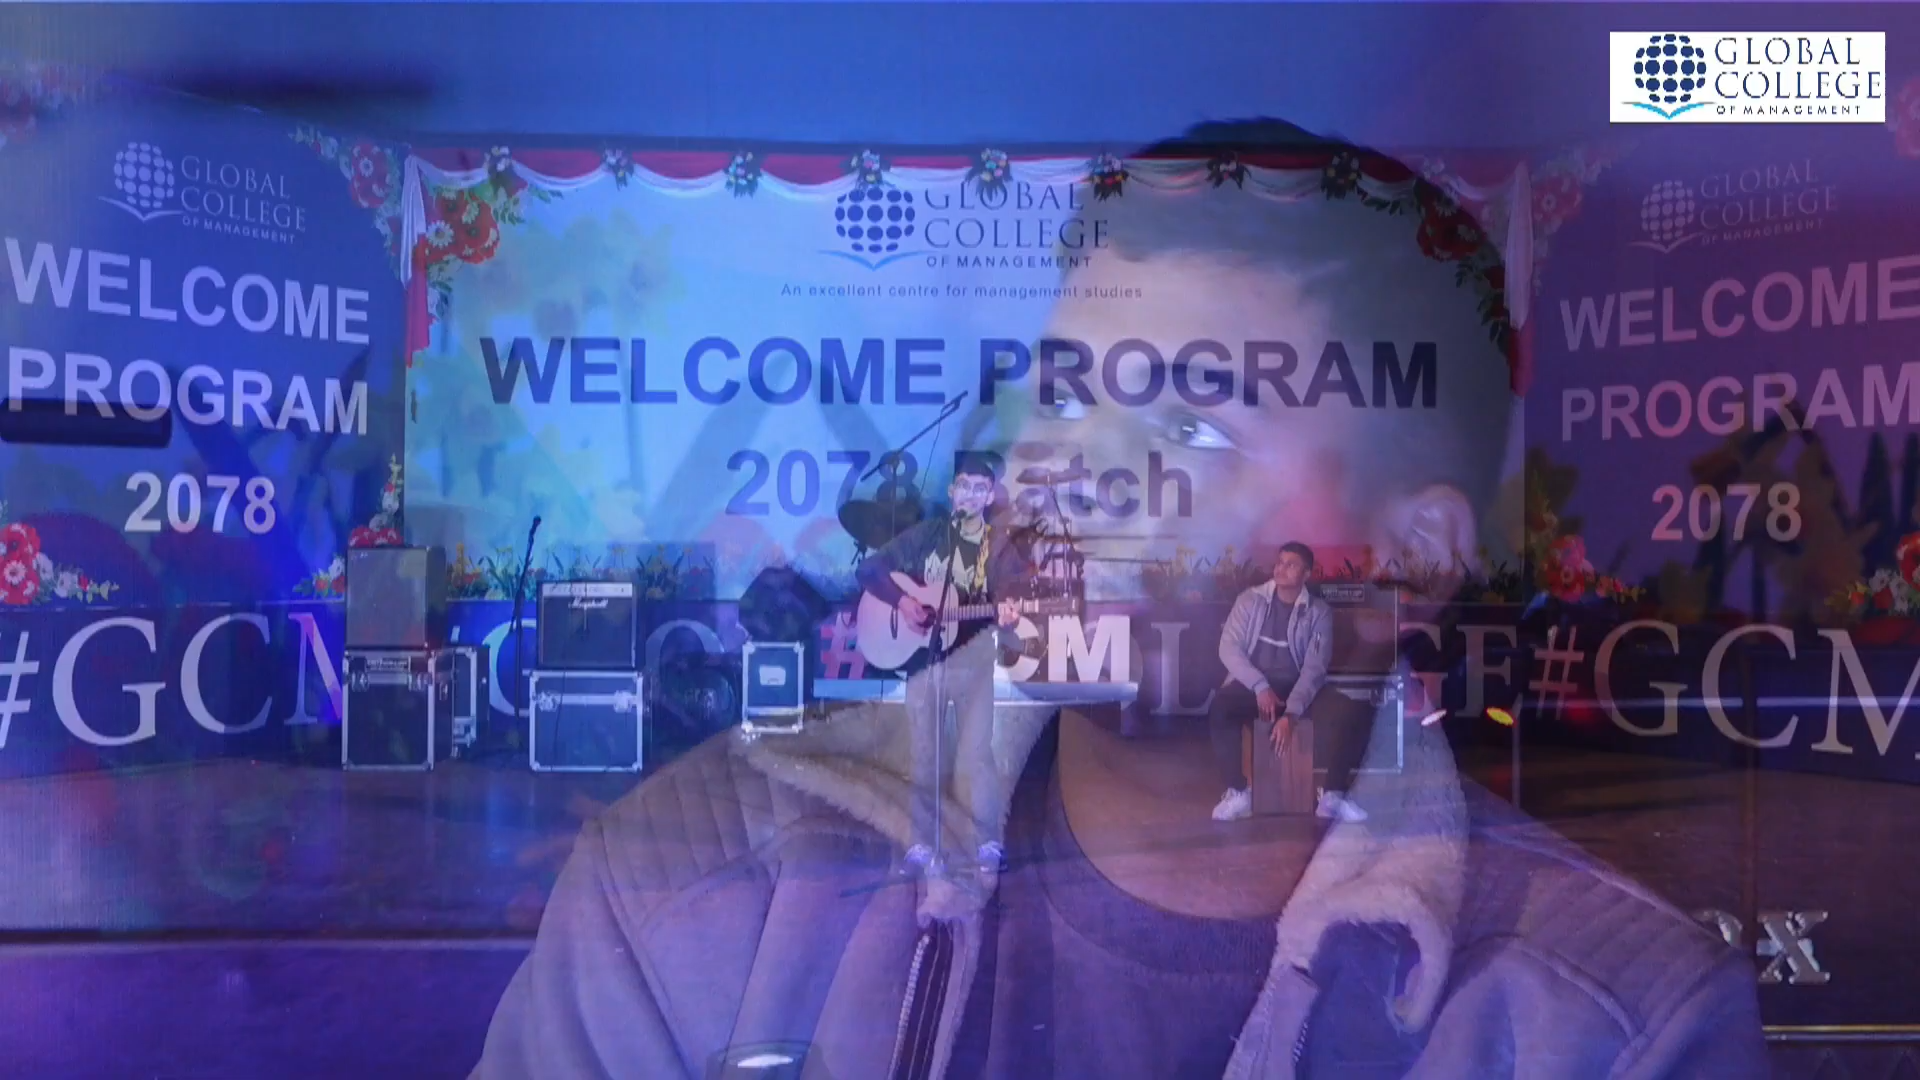 GLOBAL
COLLEGE
OF MANAGEMENT
GLOBAL
COLLEGE
OF MANAGEMENT
WELCOME
PROGRAM
2078
GLOBAL
COLLEGE
OF MANAGEMENT
An excellent centre for management studies
WELCOME PROGRAM
2078 Batch
GLOBAL
COLLEGE
OF MANAGEMENT
WELCOME
PROGRAM
2078
#GCM
Marshall
#GCM
#GCM